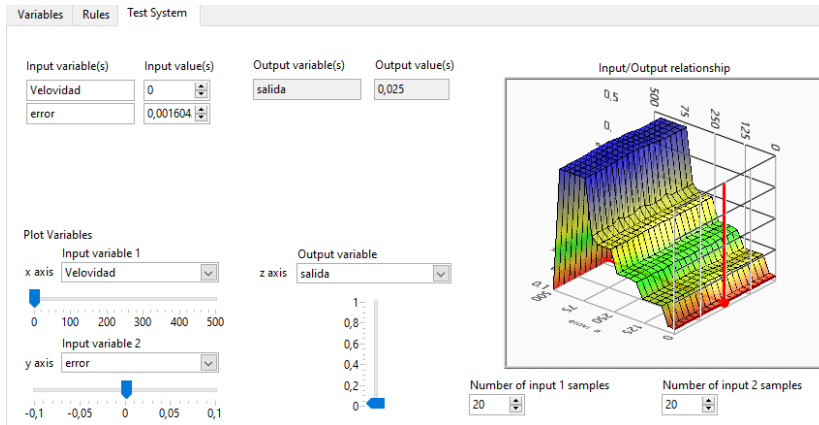 Variables Rules Test System
Input variable(s) Input value(s) Output variable(s) Output value(s)
Velovidad 0 salida 0,025
error 0,001604
Input/Output relationship
0.5 500 75 250 125 0
0.
Plot Variables
Input variable 1
x axis Velovidad
0 100 200 300 400 500
Input variable 2
y axis error
-0,1 -0,05 0 0,05 0,1
Output variable
z axis salida
1
0,8
0,6
0,4
0,2
0
500 75 250 125 0
Number of input 1 samples Number of input 2 samples
20 20